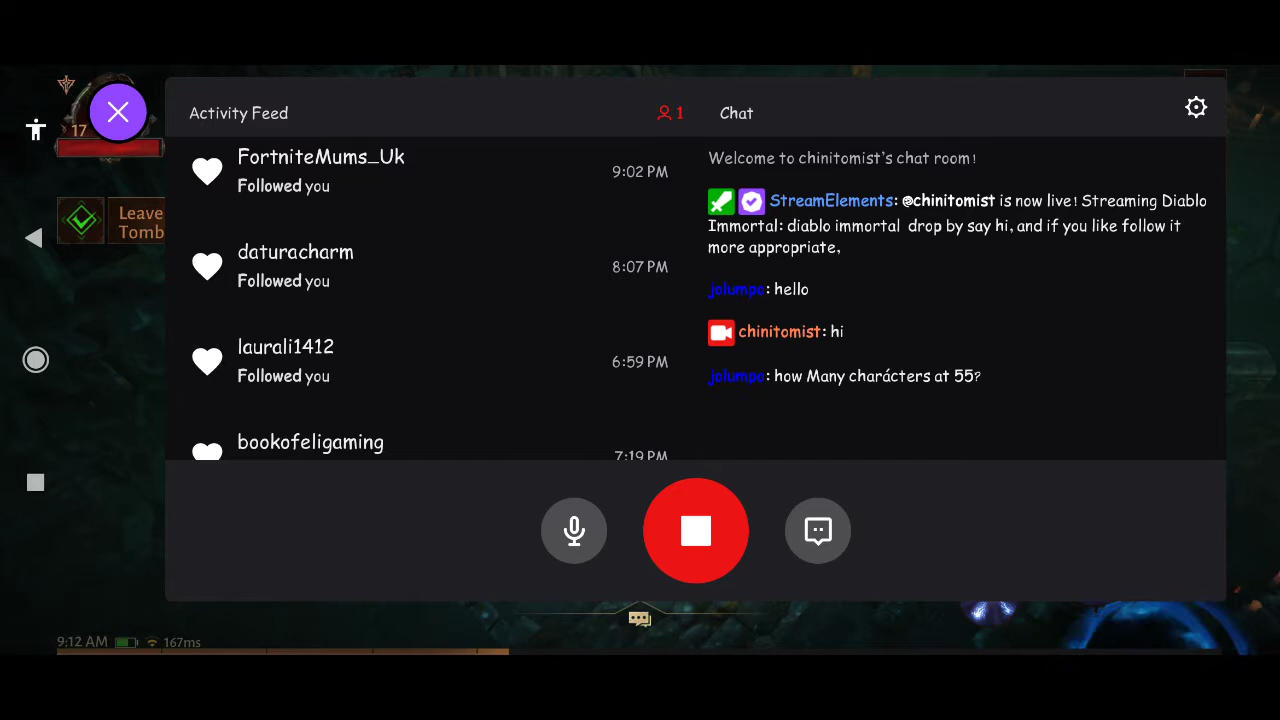 Activity Feed
1
Chat
17
Leave
Tomb
FortniteMums_Uk
Followed you
9:02 PM
daturacharm
Followed you
8:07 PM
laurali1412
Followed you
6:59 PM
bookofeligaming
7:19 PM
Welcome to chinitomist's chat room!
StreamElements: @chinitomist is now live! Streaming Diablo
Immortal: diablo immortal drop by say hi, and if you like follow it
more appropriate,
jolumpo: hello
chinitomist: hi
jolumpo: how Many charácters at 55?
9:12 AM
167ms